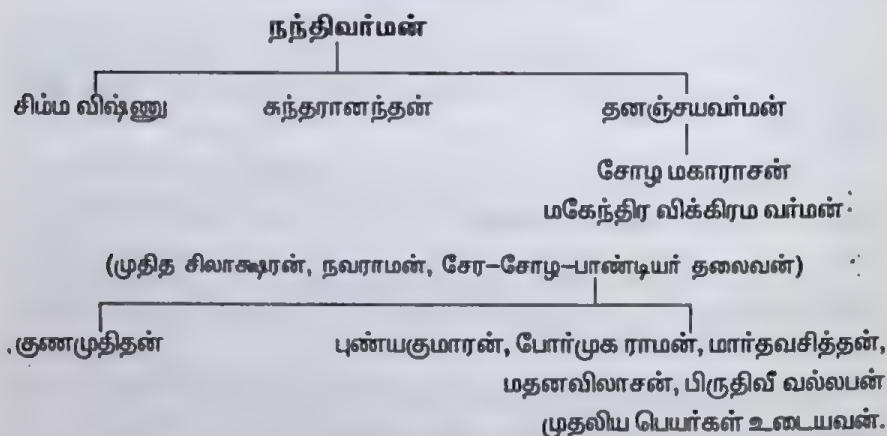 நந்திவர்மன்
சிம்ம விஷ்ணு சுந்தரானந்தன் தனஞ்சயவர்மன்
சோழ மகாராசன்
மகேந்திர விக்கிரம வர்மன்
(முதித சிலாக்ஷரன், நவராமன், சேர-சோழ-பாண்டியர் தலைவன்)
குணமுதிதன் புண்யகுமாரன், போர்முக ராமன், மார்தவசித்தன்,
மதனவிலாசன், பிருதிவீ வல்லபன்
முதலிய பெயர்கள் உடையவன்.